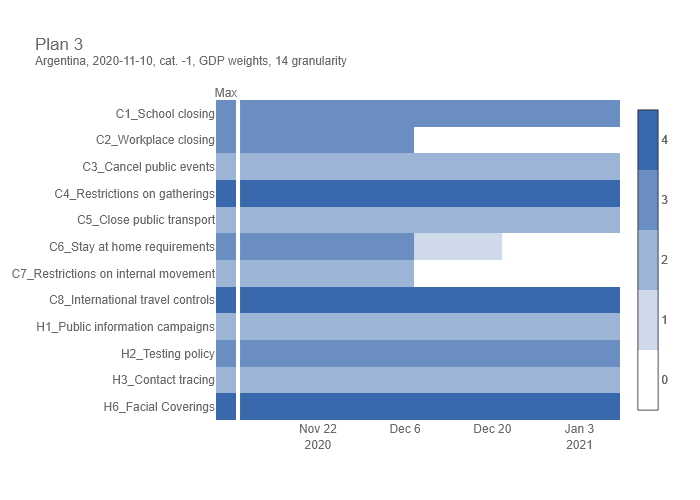 Plan 3
Argentina, 2020-11-10, cat. -1, GDP weights, 14 granularity
Max
C1_School closing
C2_Workplace closing
C3_Cancel public events
C4_Restrictions on gatherings
C5_Close public transport
C6_Stay at home requirements
C7_Restrictions on internal movement
C8_International travel controls
H1_Public information campaigns
H2_Testing policy
H3_Contact tracing
H6_Facial Coverings
Nov 22 Dec 6 Dec 20 Jan 3
2020 2021
4
3
2
1
0